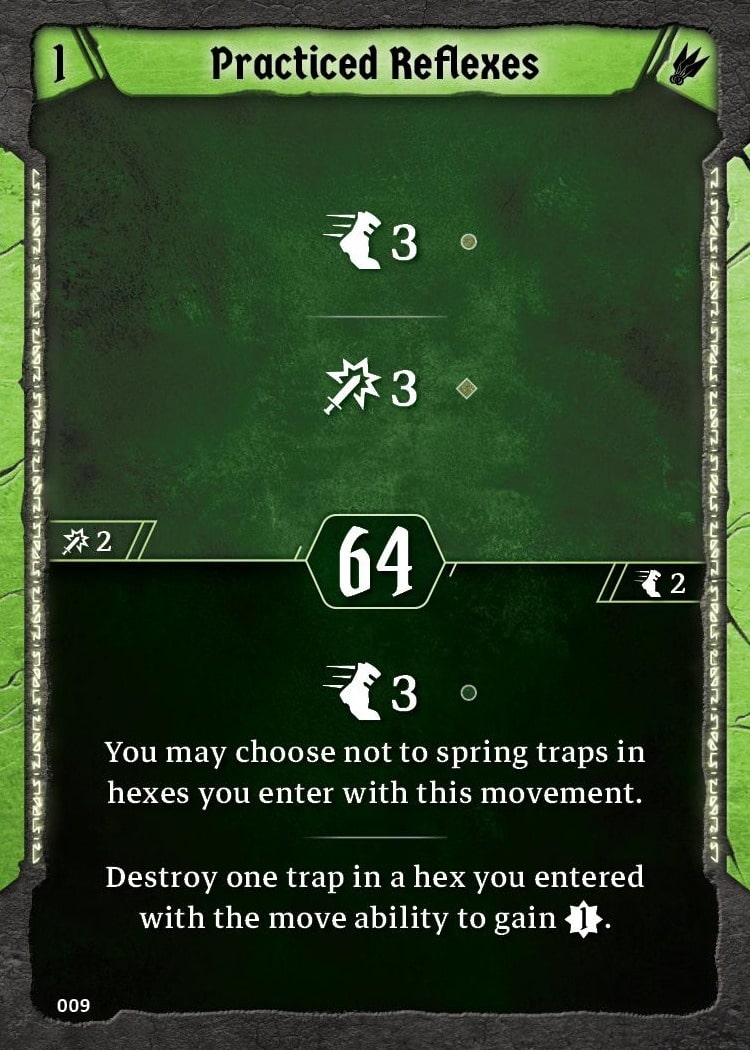 1
Practiced Reflexes
3
3
2
64
2
3
You may choose not to spring traps in
hexes you enter with this movement.
Destroy one trap in a hex you entered
with the move ability to gain 1.
009